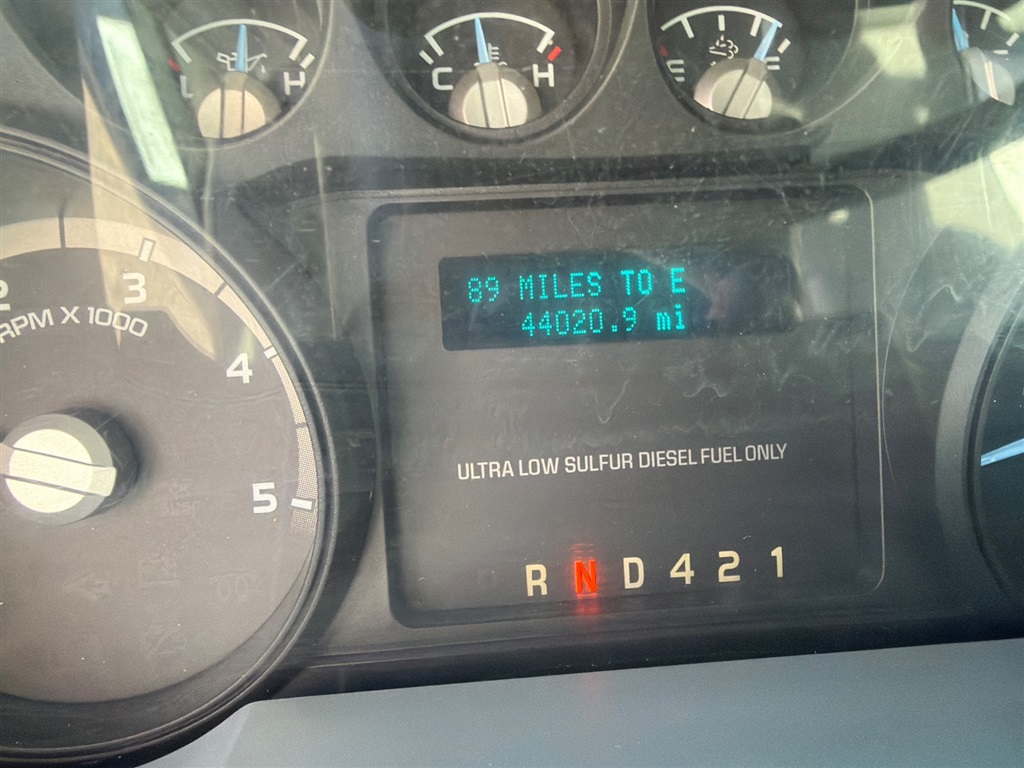 L H
C H
E F
89 MILES TO E
44020.9 mi
2 3 4 5
RPM X 1000
ULTRA LOW SULFUR DIESEL FUEL ONLY
R N D 4 2 1